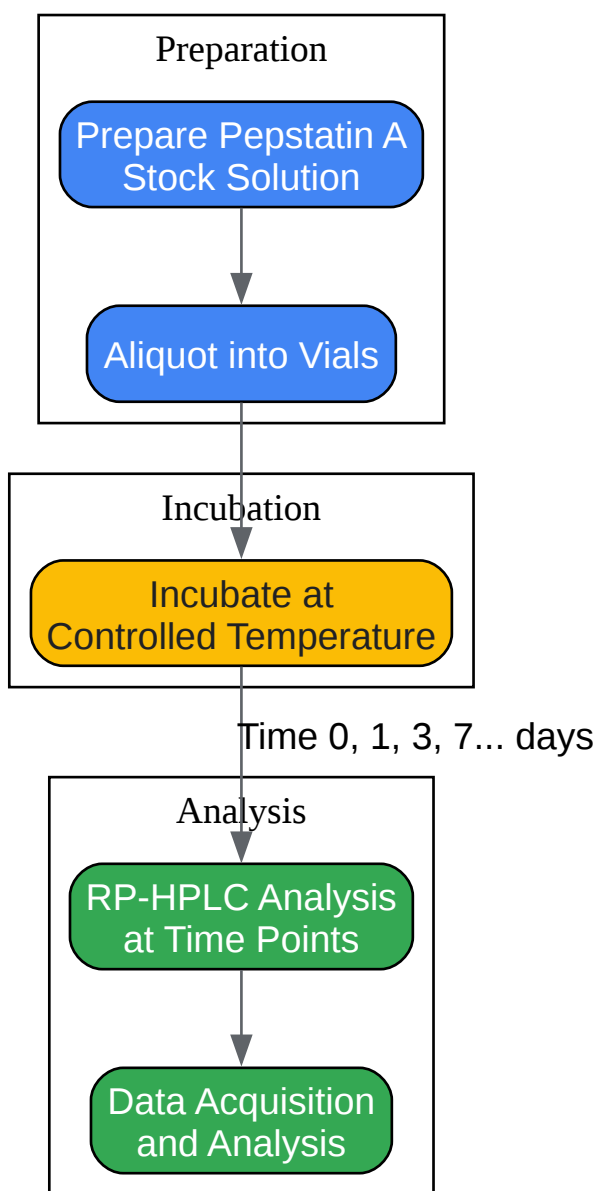 Preparation
Prepare Pepstatin A
Stock Solution
Aliquot into Vials
Incubation
Incubate at
Controlled Temperature
Time 0, 1, 3, 7... days
Analysis
RP-HPLC Analysis
at Time Points
Data Acquisition
and Analysis